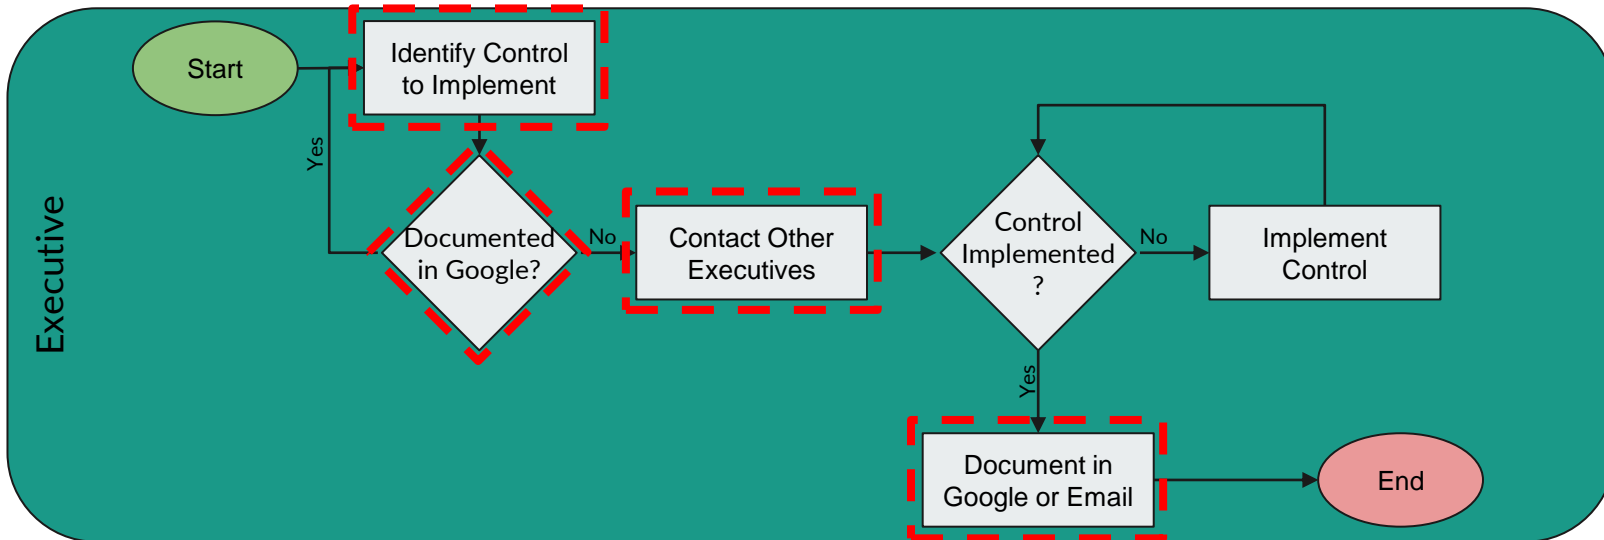 Executive
Start
Identify Control
to Implement
Yes
Documented
in Google?
No
Contact Other
Executives
Control
Implemented
?
No
Implement
Control
Yes
Document in
Google or Email
End